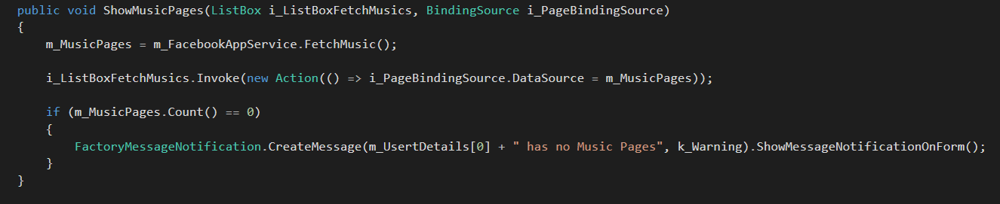 public void ShowMusicPages(ListBox i_ListBoxFetchMusics, BindingSource i_PageBindingSource)
{
m_MusicPages = m_FacebookAppService.FetchMusic();
i_ListBoxFetchMusics.Invoke(new Action(() => i_PageBindingSource.DataSource = m_MusicPages));
if (m_MusicPages.Count() == 0)
{
FactoryMessageNotification.CreateMessage(m_UsertDetails[0] + " has no Music Pages", k_Warning).ShowMessageNotificationOnForm();
}
}